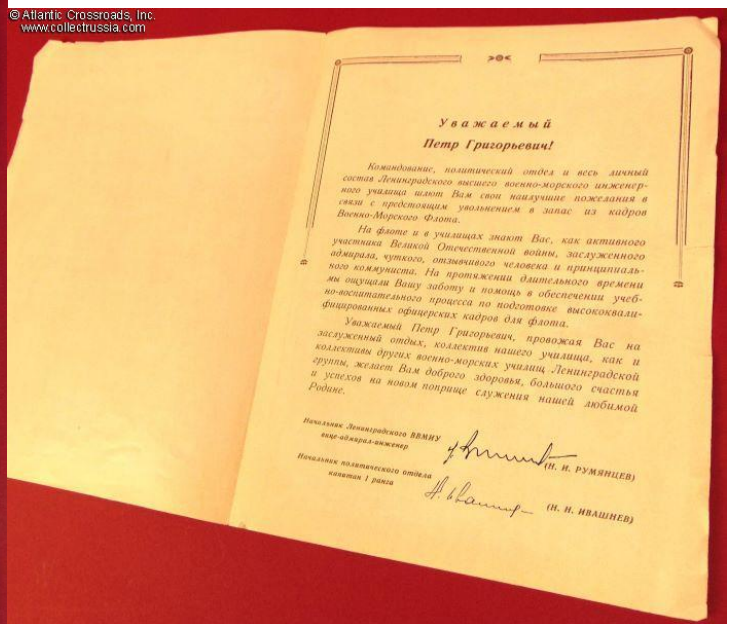 © Atlantic Crossroads, Inc.
www.collectrussia.com
Уважаемый
Петр Григорьевич!
Командование, политический отдел и весь личный
состав Ленинградского высшего военно-морского инженер-
ного училища шлют Вам свои наилучшие пожелания в
связи с предстоящим увольнением в запас из кадров
Военно-Морского Флота.
На флоте и в училищах знают Вас, как активного
участника Великой Отечественной войны, заслуженного
адмирала, чуткого, отзывчивого человека и принципиаль-
ного коммуниста. На протяжении длительного времени
мы ощущали Вашу заботу и помощь в обеспечении учеб-
но-воспитательного процесса по подготовке высококвали-
фицированных офицерских кадров для флота.
Уважаемый Петр Григорьевич, провожая Вас на
заслуженный отдых, коллектив нашего училища, как и
коллективы других военно-морских училищ Ленинградской
группы, желает Вам доброго здоровья, большого счастья
и успехов на новом поприще служения нашей любимой
Родине.
Начальник Ленинградского ВВМИУ
вице-адмирал-инженер
(Н. И. РУМЯНЦЕВ)
Начальник политического отдела
капитан 1 ранга
(Н. Н. ИВАШНЕВ)